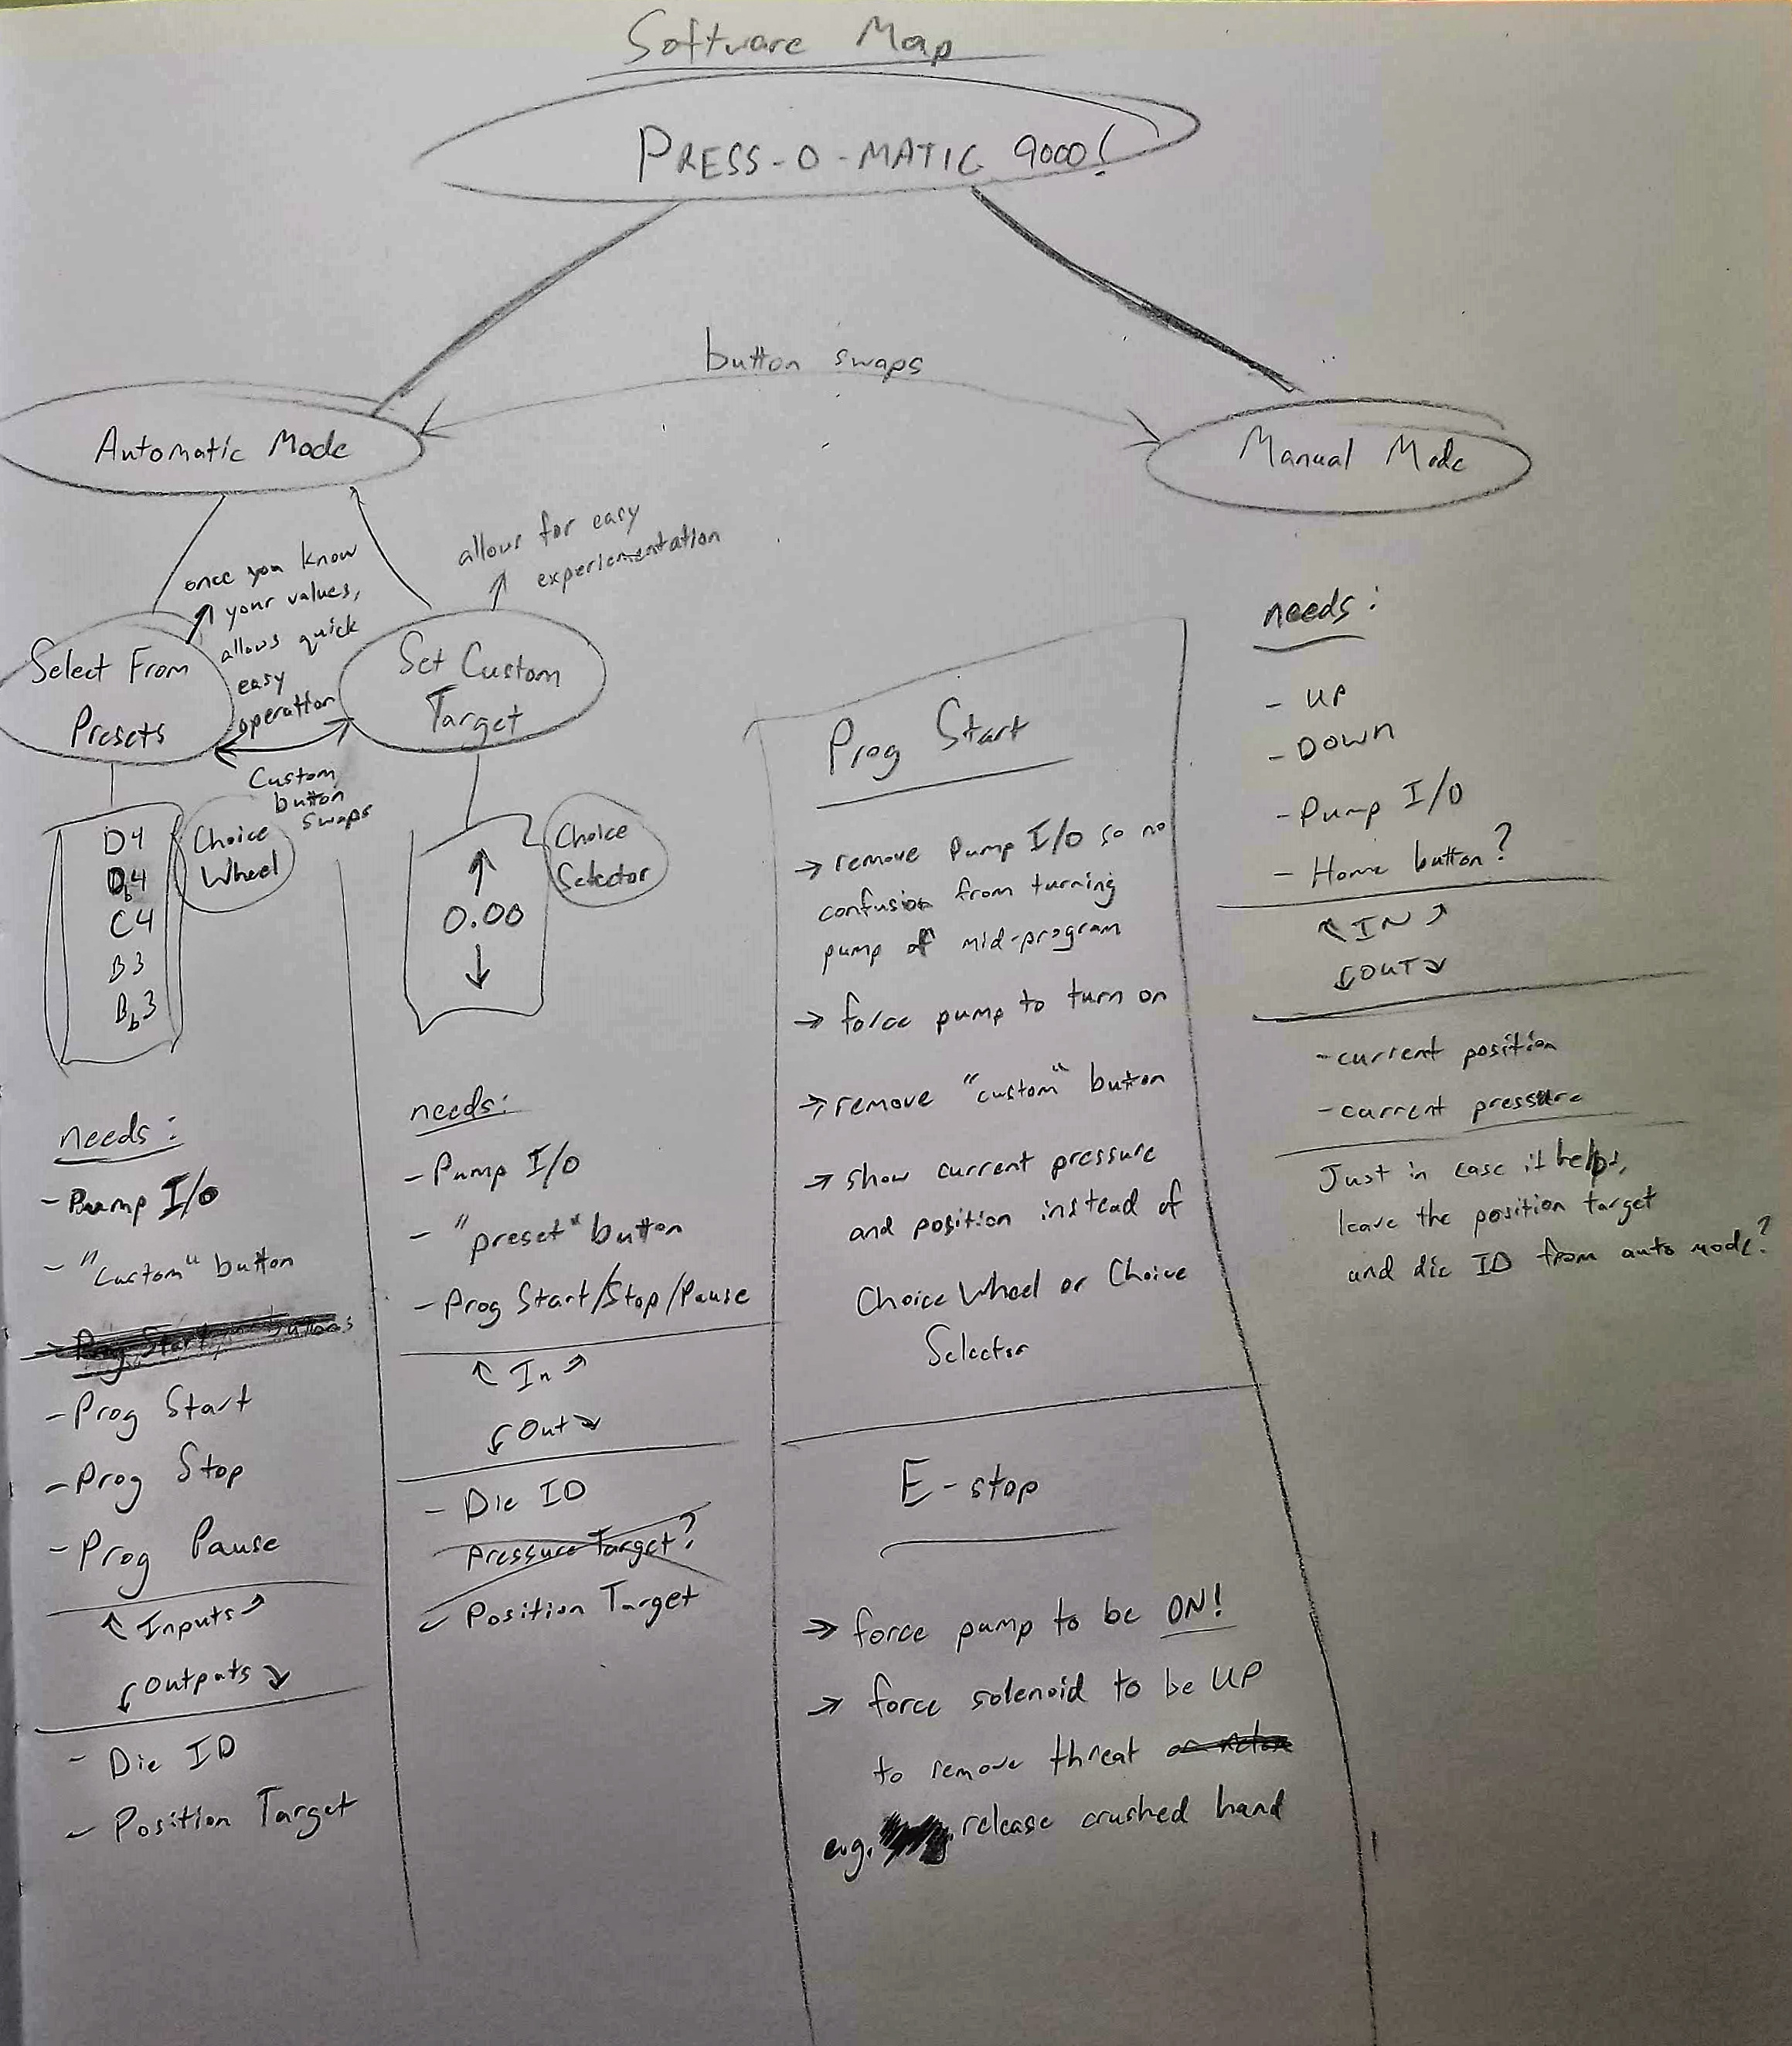 Software Map
PRESS-O-MATIC 9000!
button swaps
Automatic Mode
Manual Mode
once you know
your values,
allows quick
easy
operation
allows for easy
experiementation
Select From
Presets
Set Custom
Target
Custom
button
swaps
D4
Db4
C4
B3
Bb3
Choice
Wheel
↑
0.00
↓
Choice
Selector
needs:
- Pump I/O
- "Custom" button
- Prog Start
- Prog Stop
- Prog Pause
↑ Inputs ↗
↓ Outputs ↘
- Die ID
- Position Target
needs:
- Pump I/O
- "preset" button
- Prog Start/Stop/Pause
↑ In ↗
↓ Out ↘
- Die ID
Pressure Target?
- Position Target
Prog Start
→ remove Pump I/O so no
confusion from turning
pump of mid-program
→ force pump to turn on
→ remove "custom" button
→ show current pressure
and position instead of
Choice Wheel or Choice
Selector
E-stop
→ force pump to be ON!
→ force solenoid to be UP
to remove threat
e.g. release crushed hand
needs:
- UP
- DOWN
- Pump I/O
- Home button?
↑ IN ↗
↓ OUT ↘
- current position
- current pressure
Just in case it helps,
leave the position target
and die ID from auto mode?